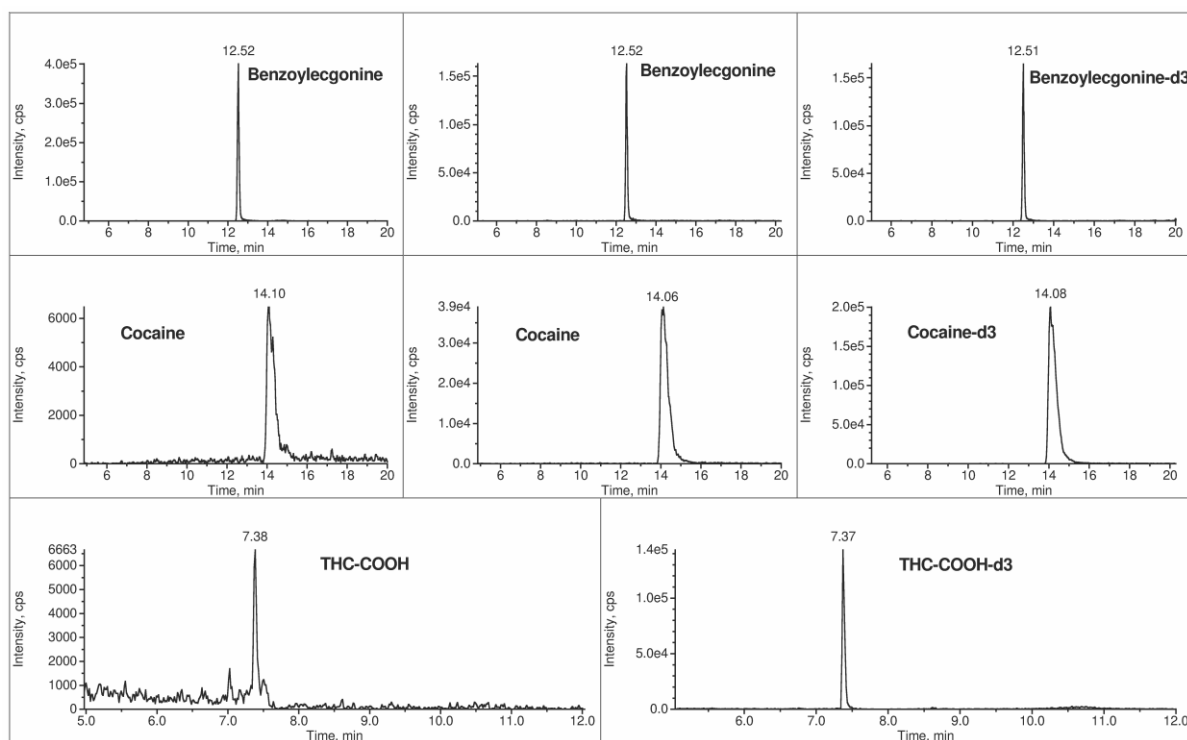 12.52
Benzoylecgonine
Intensity, cps
4.0e5
3.0e5
2.0e5
1.0e5
0.0
6 8 10 12 14 16 18 20
Time, min
12.52
Benzoylecgonine
Intensity, cps
1.5e5
1.0e5
5.0e4
0.0
6 8 10 12 14 16 18 20
Time, min
12.51
Benzoylecgonine-d3
Intensity, cps
1.5e5
1.0e5
5.0e4
0.0
6 8 10 12 14 16 18 20
Time, min
14.10
Cocaine
Intensity, cps
6000
4000
2000
0
6 8 10 12 14 16 18 20
Time, min
14.06
Cocaine
Intensity, cps
3.9e4
3.0e4
2.0e4
1.0e4
0.0
6 8 10 12 14 16 18 20
Time, min
14.08
Cocaine-d3
Intensity, cps
2.0e5
1.5e5
1.0e5
5.0e4
0.0
6 8 10 12 14 16 18 20
Time, min
7.38
THC-COOH
Intensity, cps
6663
6000
5000
4000
3000
2000
1000
0
5.0 6.0 7.0 8.0 9.0 10.0 11.0 12.0
Time, min
7.37
THC-COOH-d3
Intensity, cps
1.4e5
1.0e5
5.0e4
0.0
6.0 7.0 8.0 9.0 10.0 11.0 12.0
Time, min